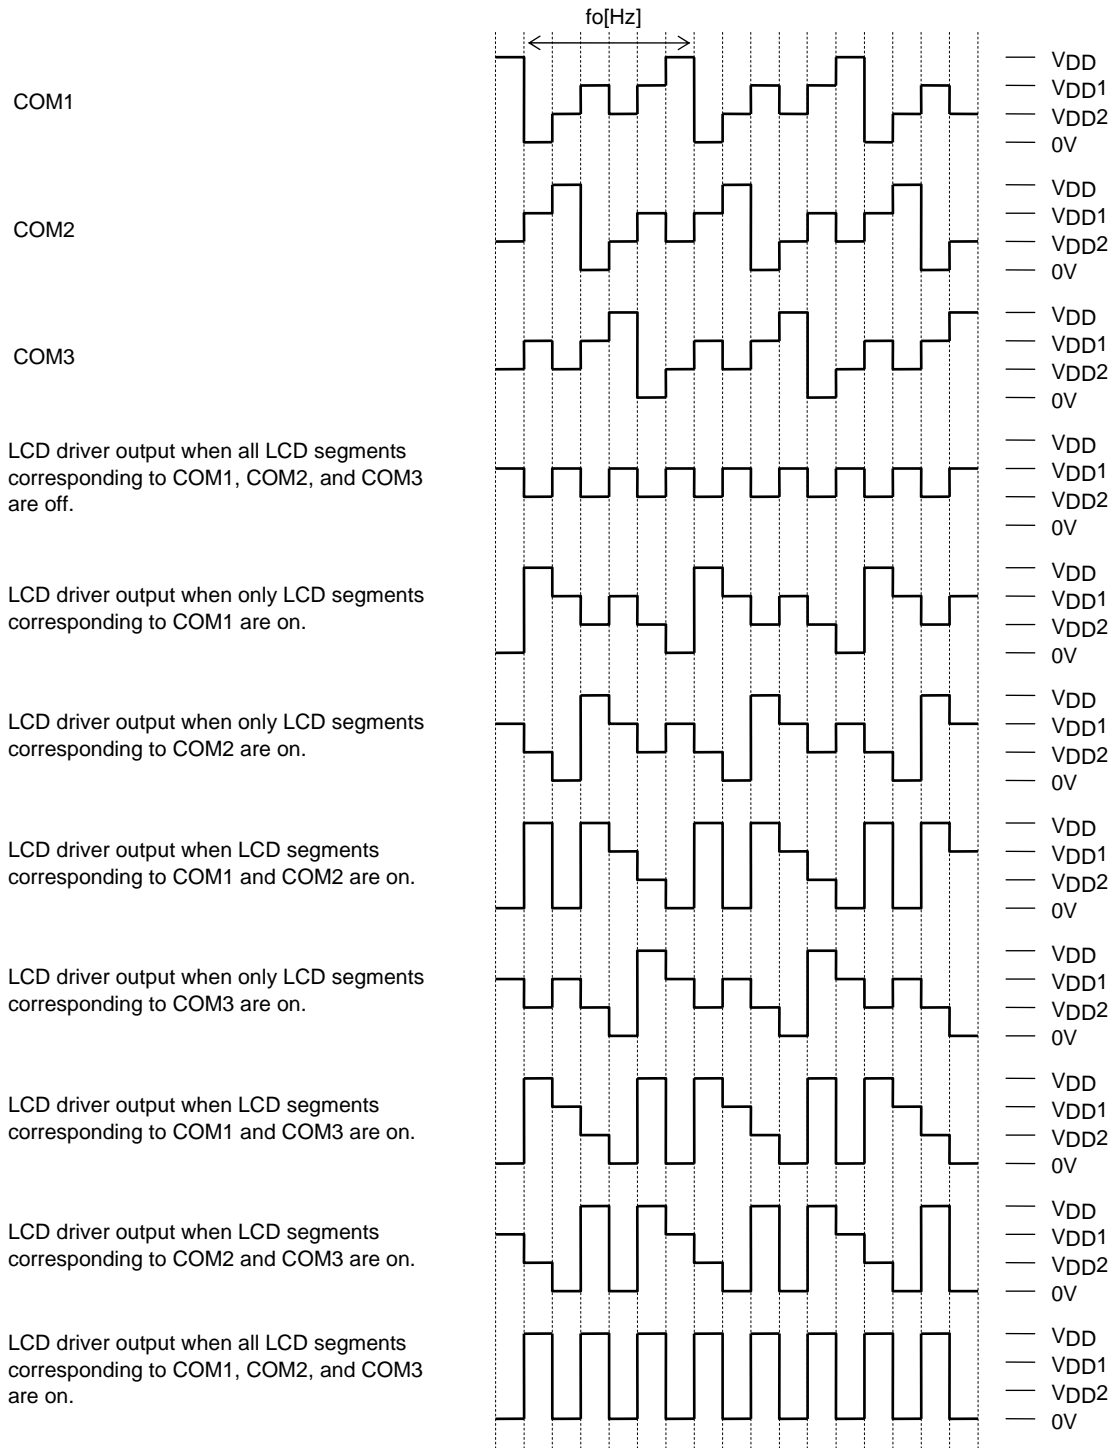 fo[Hz]
COM1
VDD
VDD1
VDD2
0V
COM2
VDD
VDD1
VDD2
0V
COM3
VDD
VDD1
VDD2
0V
LCD driver output when all LCD segments
corresponding to COM1, COM2, and COM3
are off.
VDD
VDD1
VDD2
0V
LCD driver output when only LCD segments
corresponding to COM1 are on.
VDD
VDD1
VDD2
0V
LCD driver output when only LCD segments
corresponding to COM2 are on.
VDD
VDD1
VDD2
0V
LCD driver output when LCD segments
corresponding to COM1 and COM2 are on.
VDD
VDD1
VDD2
0V
LCD driver output when only LCD segments
corresponding to COM3 are on.
VDD
VDD1
VDD2
0V
LCD driver output when LCD segments
corresponding to COM1 and COM3 are on.
VDD
VDD1
VDD2
0V
LCD driver output when LCD segments
corresponding to COM2 and COM3 are on.
VDD
VDD1
VDD2
0V
LCD driver output when all LCD segments
corresponding to COM1, COM2, and COM3
are on.
VDD
VDD1
VDD2
0V